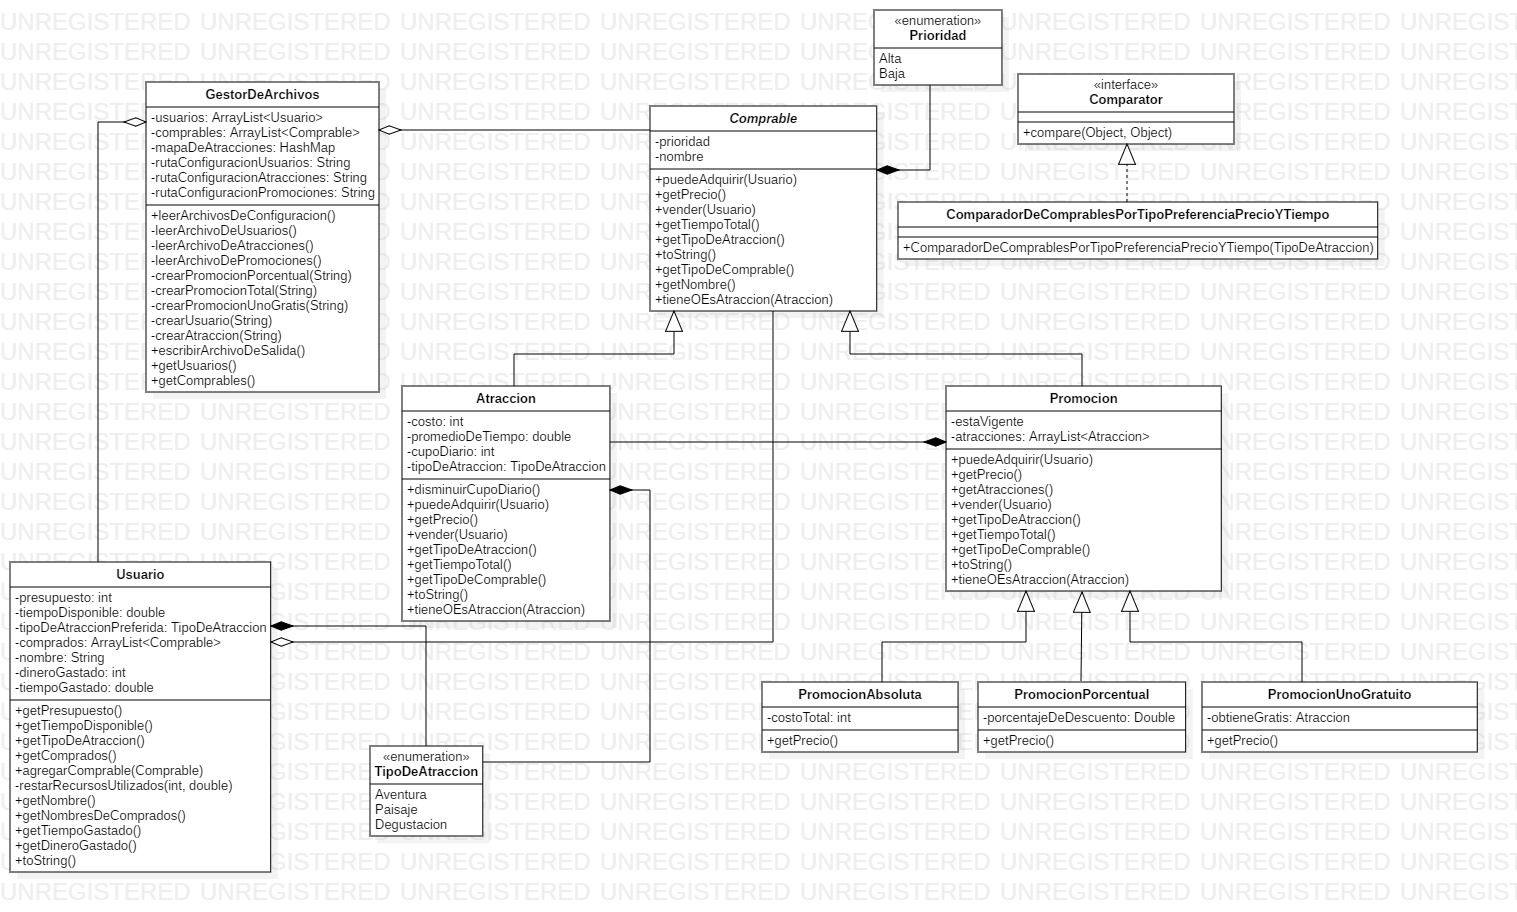 «enumeration»
Prioridad
Alta
Baja
«interface»
Comparator
+compare(Object, Object)
GestorDeArchivos
-usuarios: ArrayList<Usuario>
-comprables: ArrayList<Comprable>
-mapaDeAtracciones: HashMap
-rutaConfiguracionUsuarios: String
-rutaConfiguracionAtracciones: String
-rutaConfiguracionPromociones: String
+leerArchivosDeConfiguracion()
-leerArchivoDeUsuarios()
-leerArchivoDeAtracciones()
-leerArchivoDePromociones()
-crearPromocionPorcentual(String)
-crearPromocionTotal(String)
-crearPromocionUnoGratis(String)
-crearUsuario(String)
-crearAtraccion(String)
+escribirArchivoDeSalida()
+getUsuarios()
+getComprables()
Comprable
-prioridad
-nombre
+puedeAdquirir(Usuario)
+getPrecio()
+vender(Usuario)
+getTiempoTotal()
+getTipoDeAtraccion()
+toString()
+getTipoDeComprable()
+getNombre()
+tieneOEsAtraccion(Atraccion)
ComparadorDeComprablesPorTipoPreferenciaPrecioYTiempo
+ComparadorDeComprablesPorTipoPreferenciaPrecioYTiempo(TipoDeAtraccion)
Atraccion
-costo: int
-promedioDeTiempo: double
-cupoDiario: int
-tipoDeAtraccion: TipoDeAtraccion
+disminuirCupoDiario()
+puedeAdquirir(Usuario)
+getPrecio()
+vender(Usuario)
+getTipoDeAtraccion()
+getTiempoTotal()
+getTipoDeComprable()
+toString()
+tieneOEsAtraccion(Atraccion)
Promocion
-estaVigente
-atracciones: ArrayList<Atraccion>
+puedeAdquirir(Usuario)
+getPrecio()
+getAtracciones()
+vender(Usuario)
+getTipoDeAtraccion()
+getTiempoTotal()
+getTipoDeComprable()
+toString()
+tieneOEsAtraccion(Atraccion)
Usuario
-presupuesto: int
-tiempoDisponible: double
-tipoDeAtraccionPreferida: TipoDeAtraccion
-comprados: ArrayList<Comprable>
-nombre: String
-dineroGastado: int
-tiempoGastado: double
+getPresupuesto()
+getTiempoDisponible()
+getTipoDeAtraccion()
+getComprados()
+agregarComprable(Comprable)
-restarRecursosUtilizados(int, double)
+getNombre()
+getNombresDeComprados()
+getTiempoGastado()
+getDineroGastado()
+toString()
«enumeration»
TipoDeAtraccion
Aventura
Paisaje
Degustacion
PromocionAbsoluta
-costoTotal: int
+getPrecio()
PromocionPorcentual
-porcentajeDeDescuento: Double
+getPrecio()
PromocionUnoGratuito
-obtieneGratis: Atraccion
+getPrecio()
UNREGISTERED